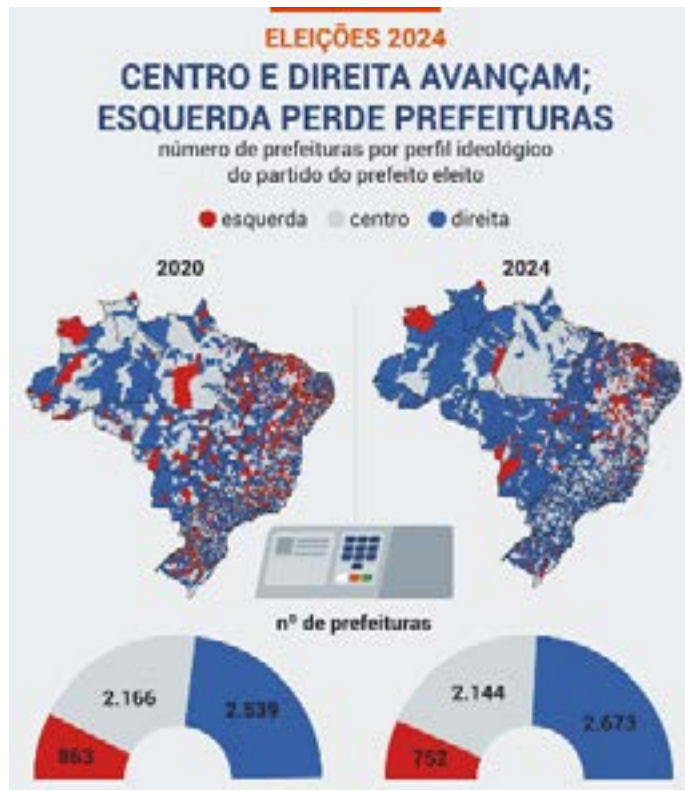 ELEIÇÕES 2024
CENTRO E DIREITA AVANÇAM;
ESQUERDA PERDE PREFEITURAS
número de prefeituras por perfil ideológico
do partido do prefeito eleito
esquerda centro direita
2020 2024
nº de prefeituras
2.166 2.539 2.144 2.673
863 752